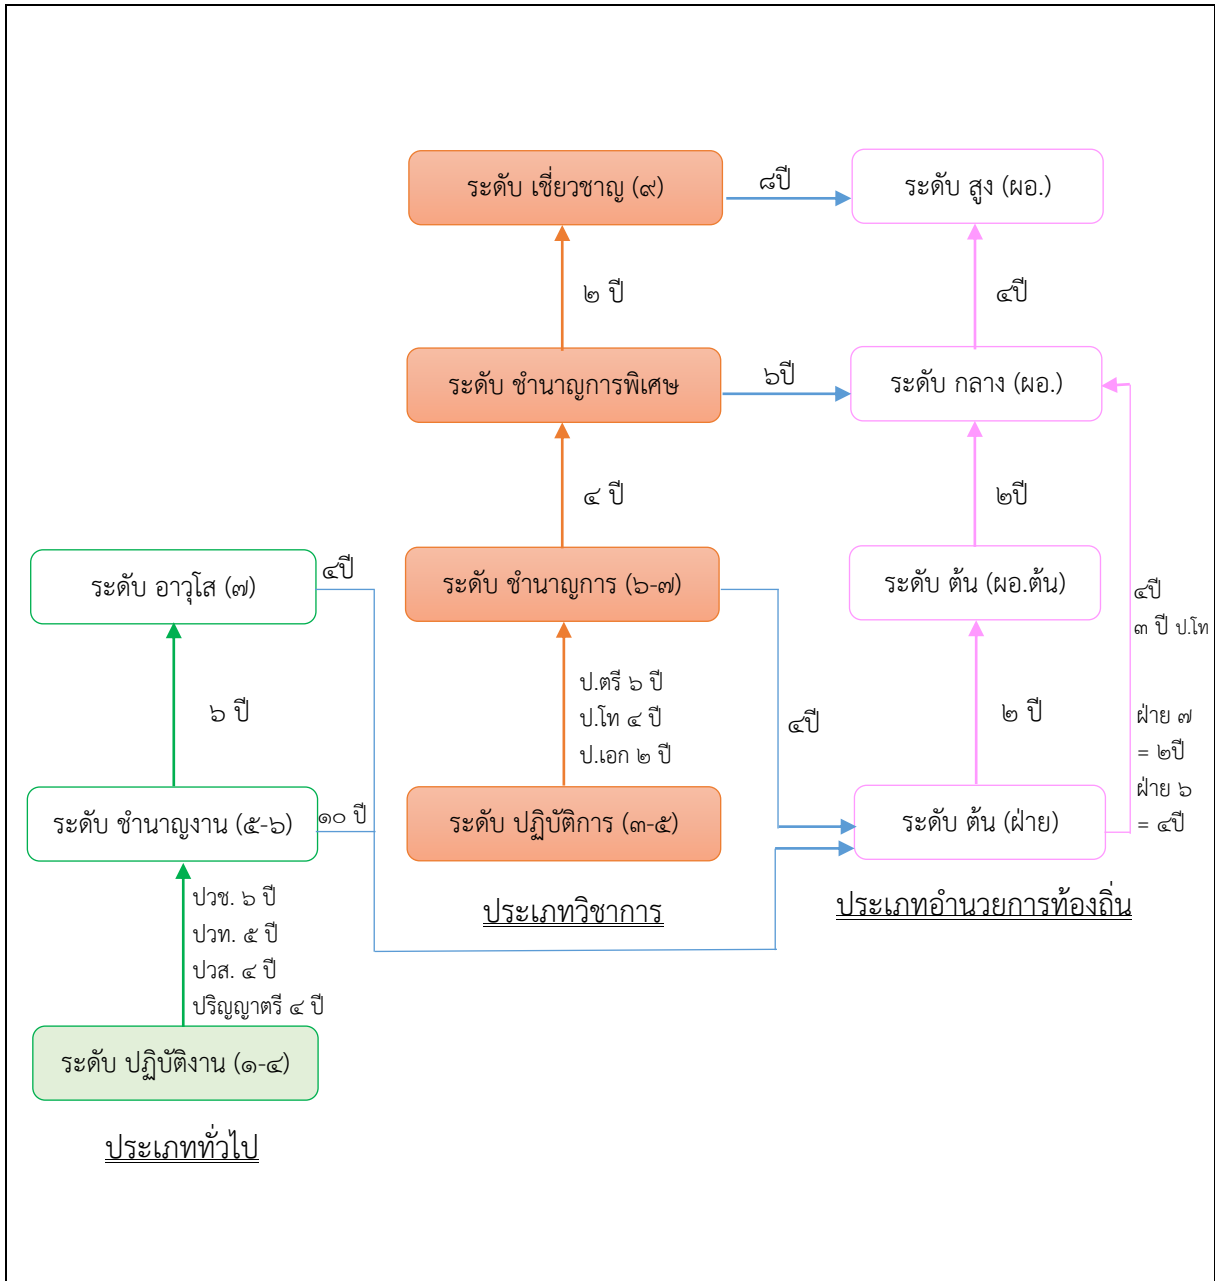 ระดับ เชี่ยวชาญ (๙)
๘ปี
ระดับ สูง (ผอ.)
๒ ปี
๔ปี
ระดับ ชำนาญการพิเศษ
๖ปี
ระดับ กลาง (ผอ.)
๔ ปี
๒ปี
ระดับ อาวุโส (๗)
๔ปี
ระดับ ชำนาญการ (๖-๗)
ระดับ ต้น (ผอ.ต้น)
๔ปี
๓ ปี ป.โท
๖ ปี
ป.ตรี ๖ ปี
ป.โท ๔ ปี
ป.เอก ๒ ปี
๔ปี
๒ ปี
ฝ่าย ๗
= ๒ปี
ฝ่าย ๖
= ๔ปี
ระดับ ชำนาญงาน (๕-๖)
๑๐ ปี
ระดับ ปฏิบัติการ (๓-๕)
ระดับ ต้น (ฝ่าย)
ปวช. ๖ ปี
ปวท. ๕ ปี
ปวส. ๔ ปี
ปริญญาตรี ๔ ปี
ประเภทวิชาการ
ประเภทอำนวยการท้องถิ่น
ระดับ ปฏิบัติงาน (๑-๔)
ประเภททั่วไป